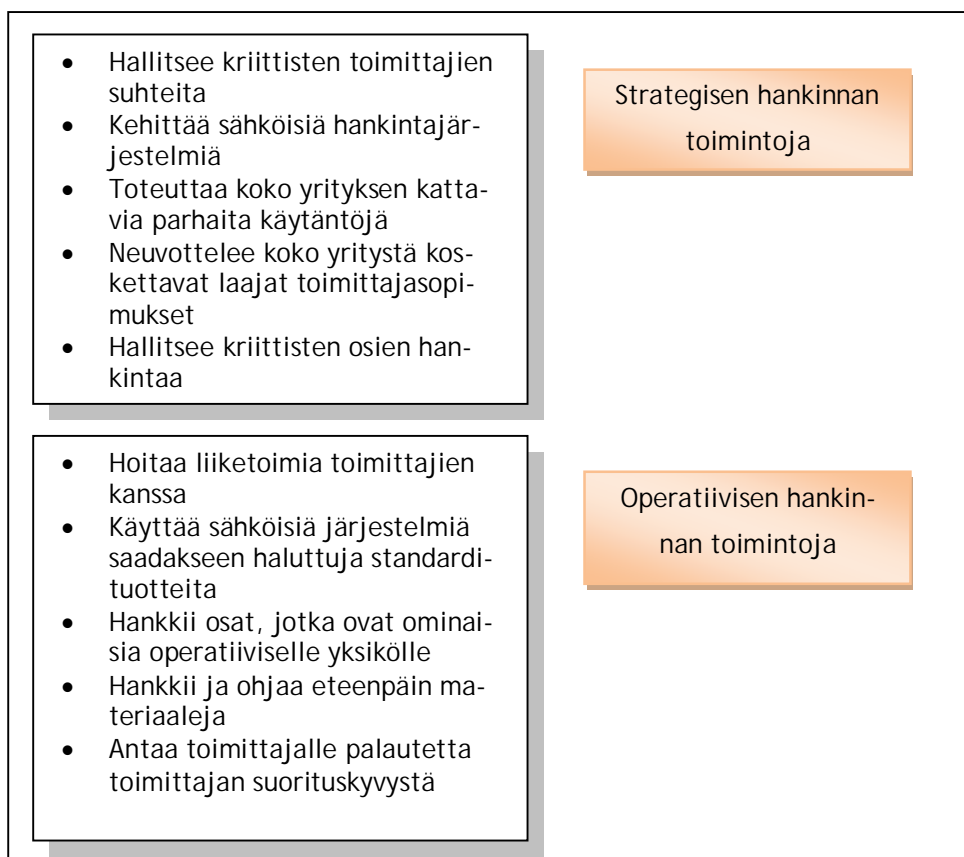 • Hallitsee kriittisten toimittajien
suhteita
• Kehittää sähköisiä hankintajär-
jestelmiä
• Toteuttaa koko yrityksen katta-
via parhaita käytäntöjä
• Neuvottelee koko yritystä kos-
kettavat laajat toimittajasopi-
mukset
• Hallitsee kriittisten osien han-
kintaa
Strategisen hankinnan
toimintoja
• Hoitaa liiketoimia toimittajien
kanssa
• Käyttää sähköisiä järjestelmiä
saadakseen haluttuja standardi-
tuotteita
• Hankkii osat, jotka ovat ominai-
sia operatiiviselle yksikölle
• Hankkii ja ohjaa eteenpäin ma-
teriaaleja
• Antaa toimittajalle palautetta
toimittajan suorituskyvystä
Operatiivisen hankin-
nan toimintoja